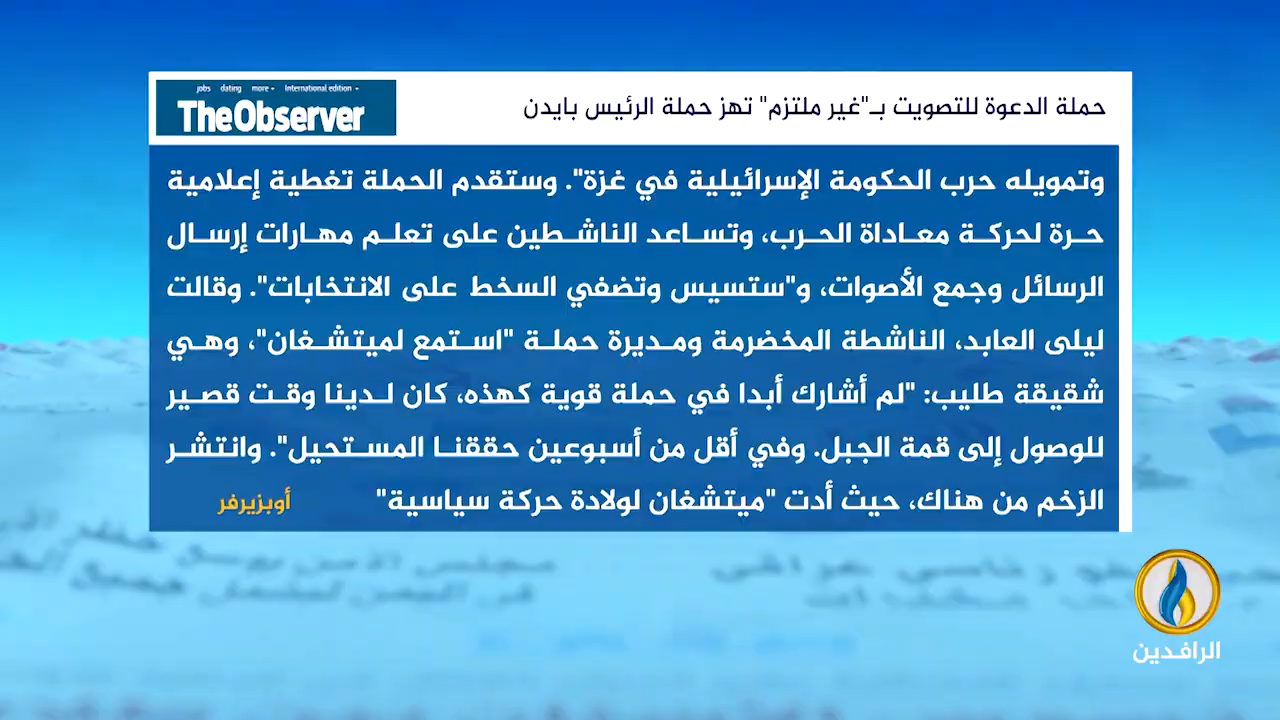 jobs dating more International edition
TheObserver
حملة الدعوة للتصويت بـ"غير ملتزم" تهز حملة الرئيس بايدن
وتمويله حرب الحكومة الإسرائيلية في غزة". وستقدم الحملة تغطية إعلامية
حرة لحركة معاداة الحرب، وتساعد الناشطين على تعلم مهارات إرسال
الرسائل وجمع الأصوات، و"ستسيس وتضفي السخط على الانتخابات". وقالت
ليلى العابد، الناشطة المخضرمة ومديرة حملة "استمع لميتشغان"، وهي
شقيقة طليب: "لم أشارك أبدا في حملة قوية كهذه، كان لدينا وقت قصير
للوصول إلى قمة الجبل. وفي أقل من أسبوعين حققنا المستحيل". وانتشر
الزخم من هناك، حيث أدت "ميتشغان لولادة حركة سياسية"
أوبزيرفر
مجلس الأمن يوسع
الرافدين